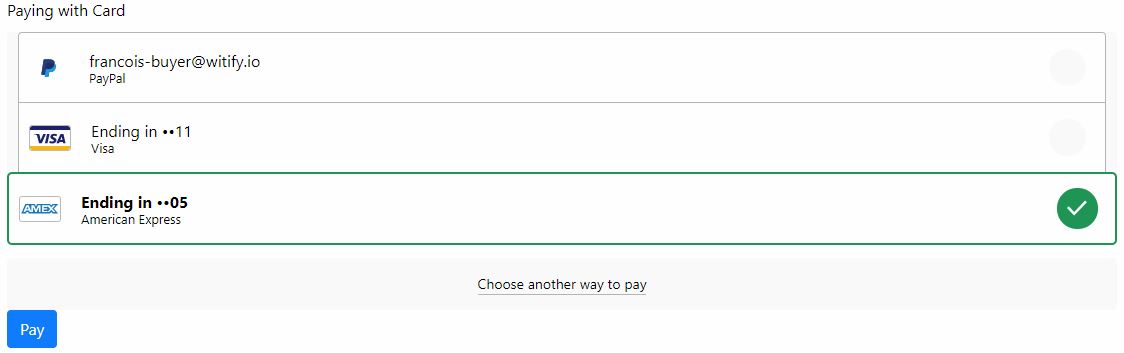 Paying with Card
francois-buyer@witify.io
PayPal
VISA
Ending in ••11
Visa
AMEX
Ending in ••05
American Express
Choose another way to pay
Pay